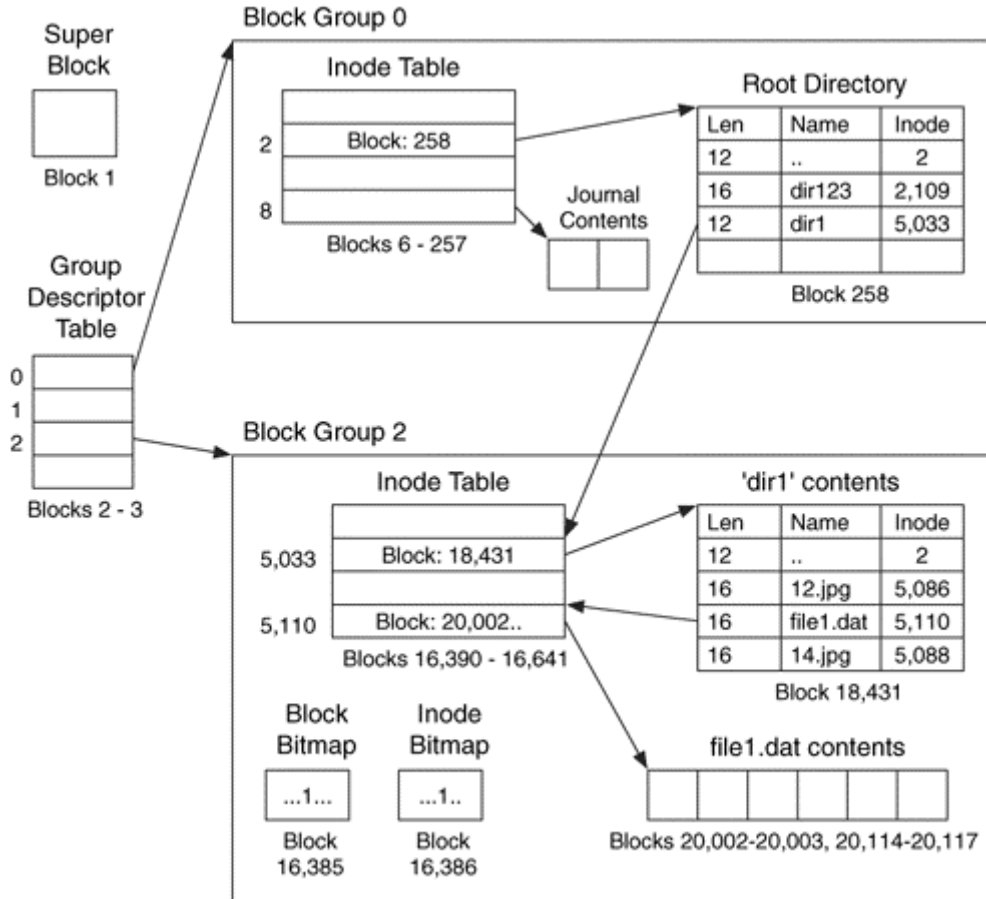 Super
Block
Block 1
Group
Descriptor
Table
0
1
2
Blocks 2 - 3
Block Group 0
Inode Table
2 Block: 258
8
Blocks 6 - 257
Journal
Contents
Root Directory
Len Name Inode
12 .. 2
16 dir123 2,109
12 dir1 5,033
Block 258
Block Group 2
Inode Table
5,033 Block: 18,431
5,110 Block: 20,002..
Blocks 16,390 - 16,641
'dir1' contents
Len Name Inode
12 .. 2
16 12.jpg 5,086
16 file1.dat 5,110
16 14.jpg 5,088
Block 18,431
Block
Bitmap
...1...
Block
16,385
Inode
Bitmap
...1..
Block
16,386
file1.dat contents
Blocks 20,002-20,003, 20,114-20,117